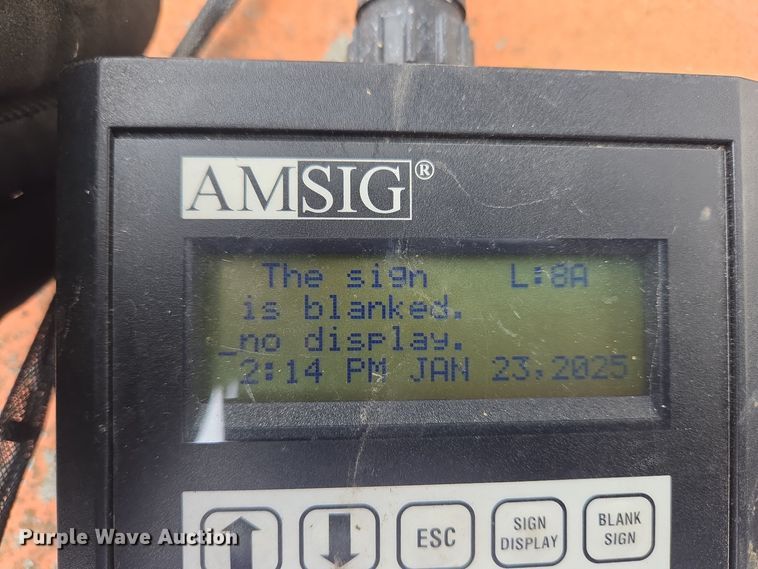 AMSIG®
The sign L:8A
is blanked.
_no display.
2:14 PM JAN 23,2025
ESC
SIGN DISPLAY
BLANK SIGN
Purple Wave Auction